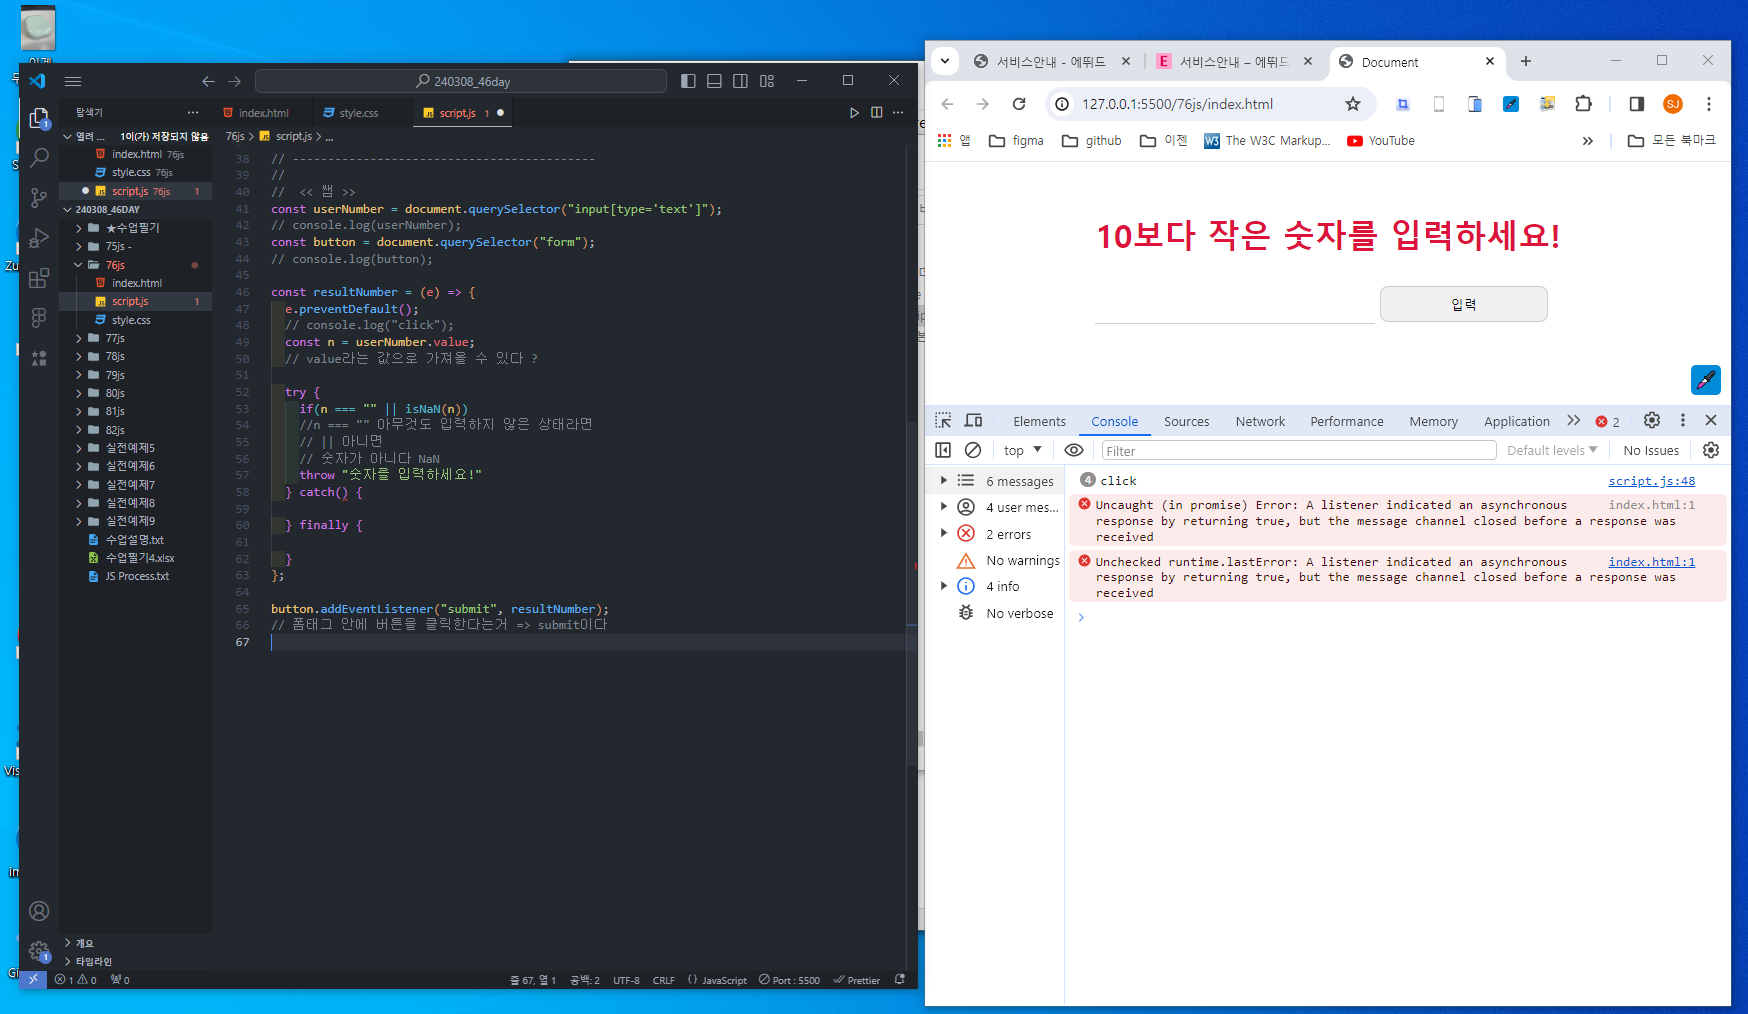 240308_46day
탐색기
index.html
style.css
script.js 1
열려 ... 1이(가) 저장되지 않음
index.html 76js
style.css 76js
script.js 76js 1
240308_46DAY
★수업필기
75js -
76js
index.html
script.js 1
style.css
77js
78js
79js
80js
81js
82js
실전예제5
실전예제6
실전예제7
실전예제8
실전예제9
수업설명.txt
수업필기4.xlsx
JS Process.txt
개요
타임라인
76js > script.js > ...
38 // -------------------------------------------
39 //
40 // << 쌤 >>
41 const userNumber = document.querySelector("input[type='text']");
42 // console.log(userNumber);
43 const button = document.querySelector("form");
44 // console.log(button);
45
46 const resultNumber = (e) => {
47 e.preventDefault();
48 // console.log("click");
49 const n = userNumber.value;
50 // value라는 값으로 가져올 수 있다 ?
51
52 try {
53 if(n === "" || isNaN(n))
54 //n === "" 아무것도 입력하지 않은 상태라면
55 // || 아니면
56 // 숫자가 아니다 NaN
57 throw "숫자를 입력하세요!"
58 } catch() {
59
60 } finally {
61
62 }
63 };
64
65 button.addEventListener("submit", resultNumber);
66 // 폼태그 안에 버튼을 클릭한다는거 => submit이다
67
1 0 0
줄 67, 열 1 공백: 2 UTF-8 CRLF {} JavaScript Port : 5500 Prettier
서비스안내 - 에뛰드
서비스안내 – 에뛰드
Document
127.0.0.1:5500/76js/index.html
SJ
앱 figma github 이젠 The W3C Markup... YouTube 모든 북마크
10보다 작은 숫자를 입력하세요!
입력
Elements Console Sources Network Performance Memory Application 2
top Filter Default levels No Issues
6 messages
4 user mes...
2 errors
No warnings
4 info
No verbose
4 click script.js:48
Uncaught (in promise) Error: A listener indicated an asynchronous index.html:1
response by returning true, but the message channel closed before a response was
received
Unchecked runtime.lastError: A listener indicated an asynchronous index.html:1
response by returning true, but the message channel closed before a response was
received